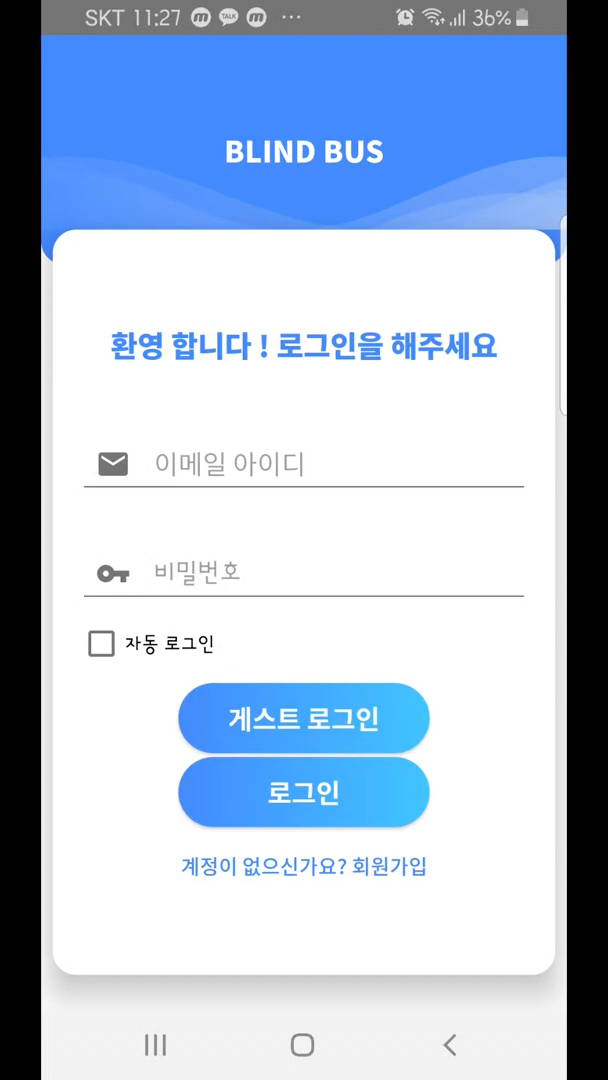 SKT 11:27 m TALK m ...
36%
BLIND BUS
환영 합니다 ! 로그인을 해주세요
이메일 아이디
비밀번호
자동 로그인
게스트 로그인
로그인
계정이 없으신가요? 회원가입